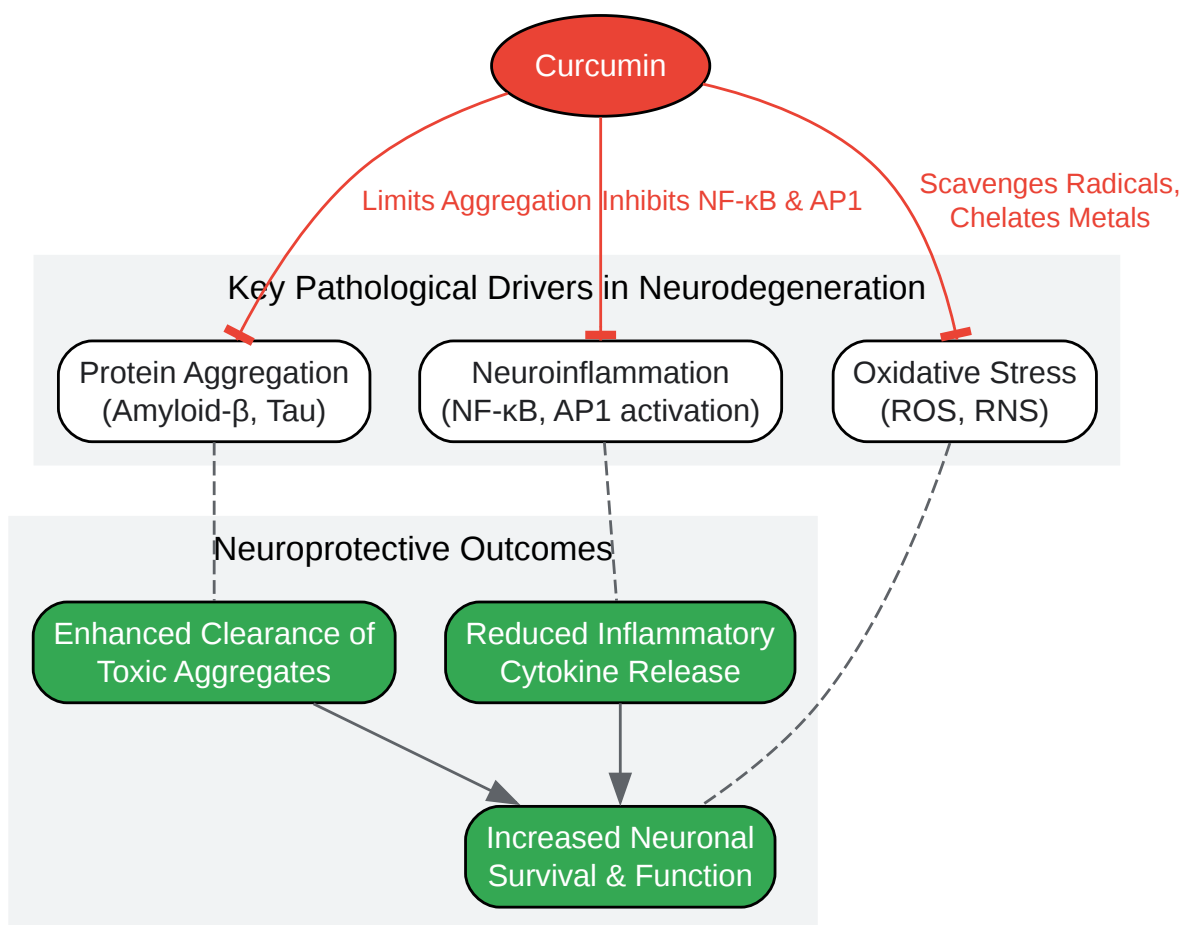 Curcumin
Limits Aggregation
Inhibits NF-κB & AP1
Scavenges Radicals,
Chelates Metals
Key Pathological Drivers in Neurodegeneration
Protein Aggregation
(Amyloid-β, Tau)
Neuroinflammation
(NF-κB, AP1 activation)
Oxidative Stress
(ROS, RNS)
Neuroprotective Outcomes
Enhanced Clearance of
Toxic Aggregates
Reduced Inflammatory
Cytokine Release
Increased Neuronal
Survival & Function